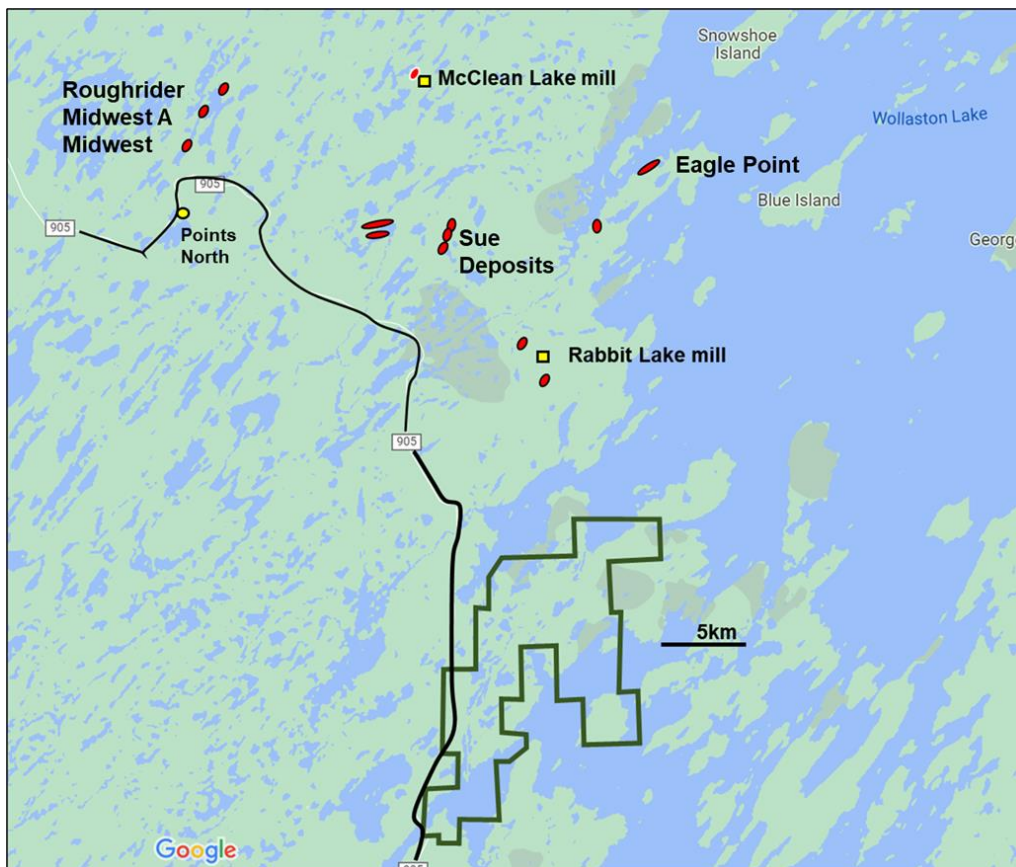 Snowshoe
Island
McClean Lake mill
Roughrider
Midwest A
Midwest
Wollaston Lake
Eagle Point
905
Blue Island
905
Points
North
Sue
Deposits
George
Rabbit Lake mill
905
5km
Google